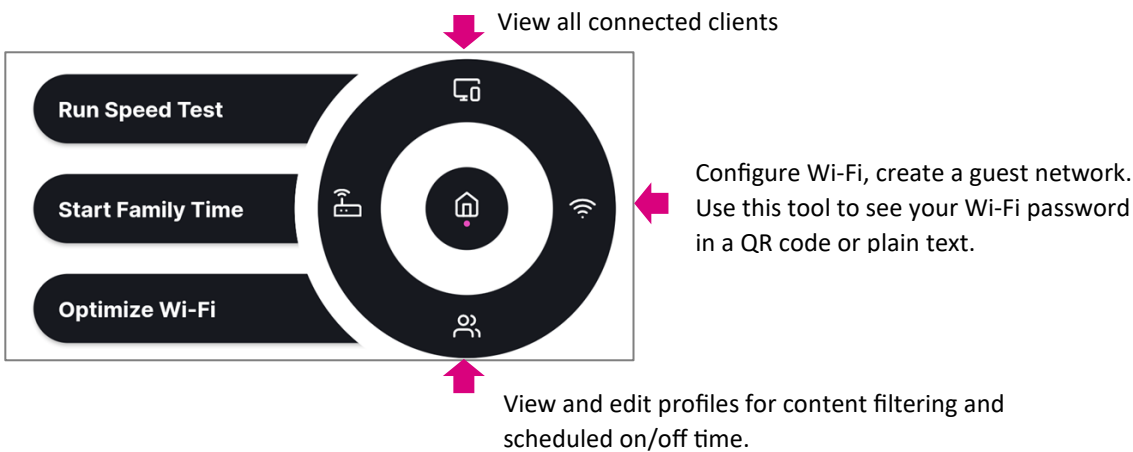 View all connected clients
Run Speed Test
Start Family Time
Optimize Wi-Fi
Configure Wi-Fi, create a guest network.
Use this tool to see your Wi-Fi password
in a QR code or plain text.
View and edit profiles for content filtering and
scheduled on/off time.